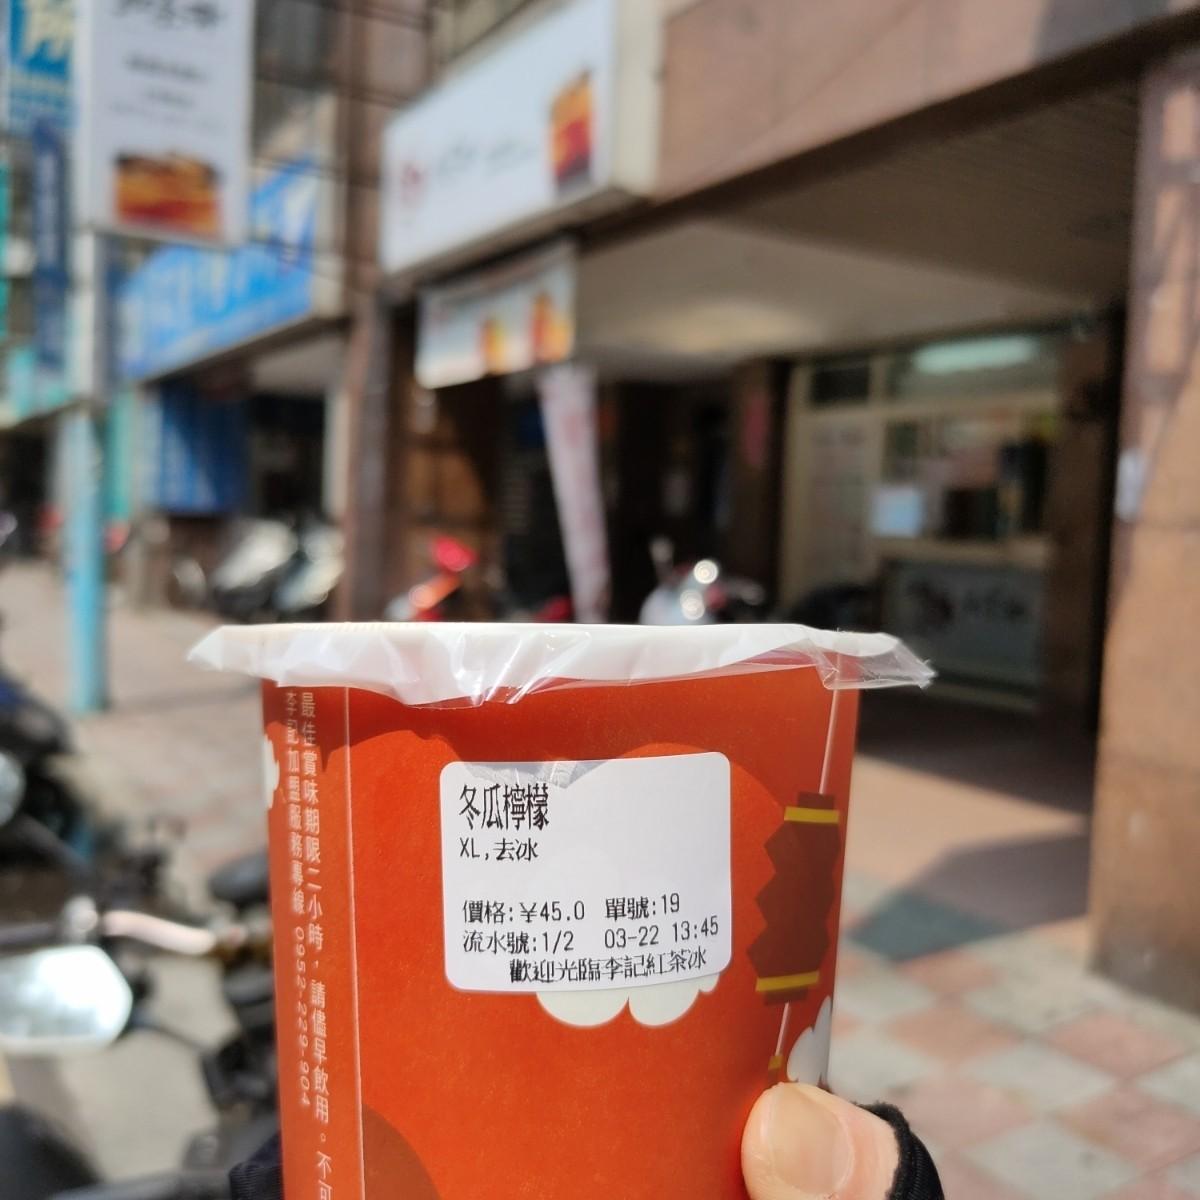 冬瓜檸檬
XL,去冰
價格:¥45.0 單號:19
流水號:1/2 03-22 13:45
歡迎光臨李記紅茶冰
最佳賞味期限二小時，請儘早飲用。不可
李記加盟服務專線 0952-229-904